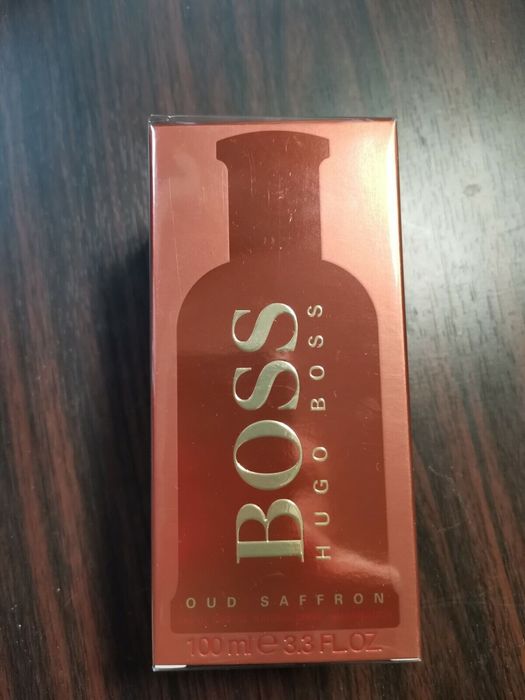 BOSS
HUGO BOSS
OUD SAFFRON
100 ml ℮ 3.3 FL.OZ.